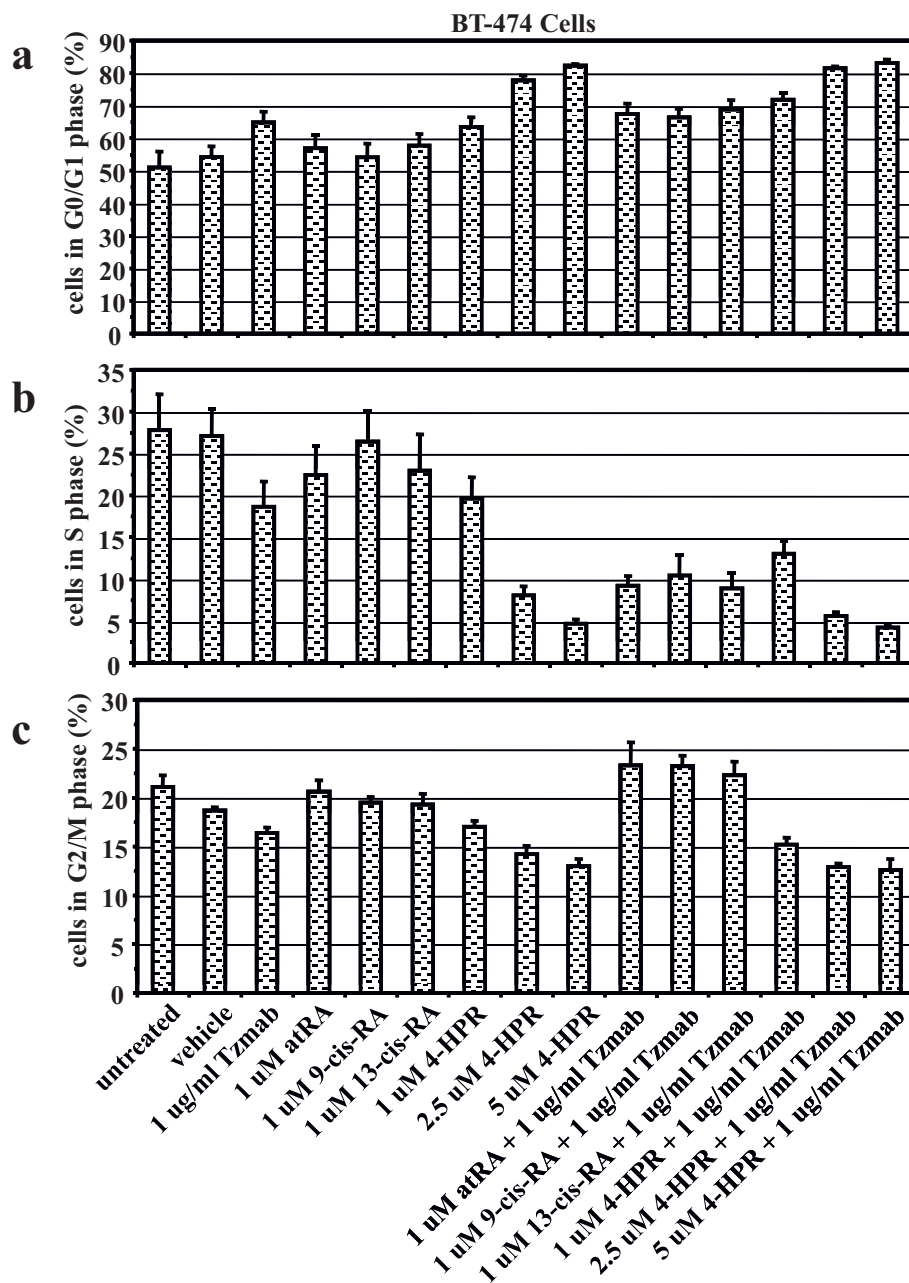 BT-474 Cells
a
cells in G0/G1 phase (%)
90
80
70
60
50
40
30
20
10
0
b
cells in S phase (%)
35
30
25
20
15
10
5
0
c
cells in G2/M phase (%)
30
25
20
15
10
5
0
untreated
vehicle
1 ug/ml Tzmab
1 uM atRA
1 uM 9-cis-RA
1 uM 13-cis-RA
1 uM 4-HPR
2.5 uM 4-HPR
5 uM 4-HPR
1 uM atRA + 1 ug/ml Tzmab
1 uM 9-cis-RA + 1 ug/ml Tzmab
1 uM 13-cis-RA + 1 ug/ml Tzmab
1 uM 4-HPR + 1 ug/ml Tzmab
2.5 uM 4-HPR + 1 ug/ml Tzmab
5 uM 4-HPR + 1 ug/ml Tzmab